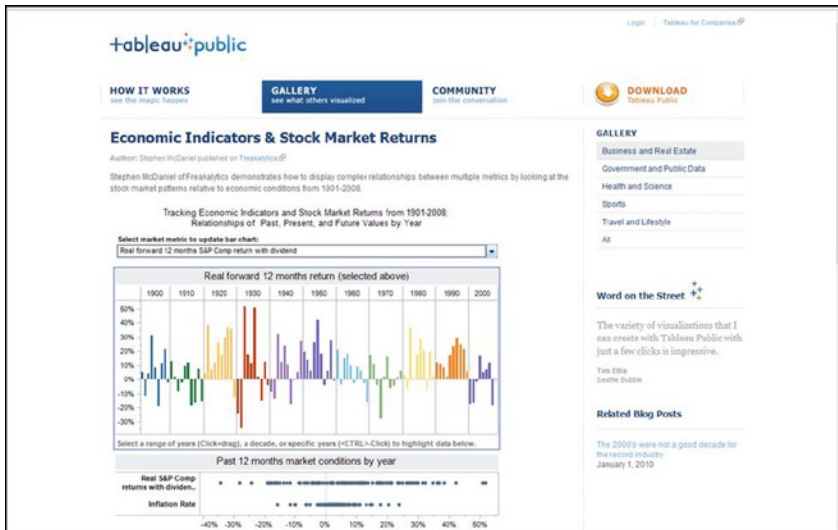 Login
Tableau for Companies
+ableau public
HOW IT WORKS
see the magic happens
GALLERY
see what others visualized
COMMUNITY
join the conversation
DOWNLOAD
Tableau Public
Economic Indicators & Stock Market Returns
Author: Stephen McDaniel published on Freakalytics
Stephen McDaniel of Freakalytics demonstrates how to display complex relationships between multiple metrics by looking at the
stock market patterns relative to economic conditions from 1901-2008.
Tracking Economic Indicators and Stock Market Returns from 1901-2008:
Relationships of Past, Present, and Future Values by Year
Select market metric to update bar chart:
Real forward 12 months S&P Comp return with dividend
Real forward 12 months return (selected above)
1900 1910 1920 1930 1940 1950 1960 1970 1980 1990 2000
50%
40%
30%
20%
10%
0%
-10%
-20%
-30%
Select a range of years (Click+drag), a decade, or specific years (<CTRL>-Click) to highlight data below.
Past 12 months market conditions by year
Real S&P Comp
returns with dividen..
Inflation Rate
-40% -30% -20% -10% 0% 10% 20% 30% 40% 50%
GALLERY
Business and Real Estate
Government and Public Data
Health and Science
Sports
Travel and Lifestyle
All
Word on the Street
The variety of visualizations that I
can create with Tableau Public with
just a few clicks is impressive.
Tim Ellis
Seattle Bubble
Related Blog Posts
The 2000's were not a good decade for
the record industry
January 1, 2010